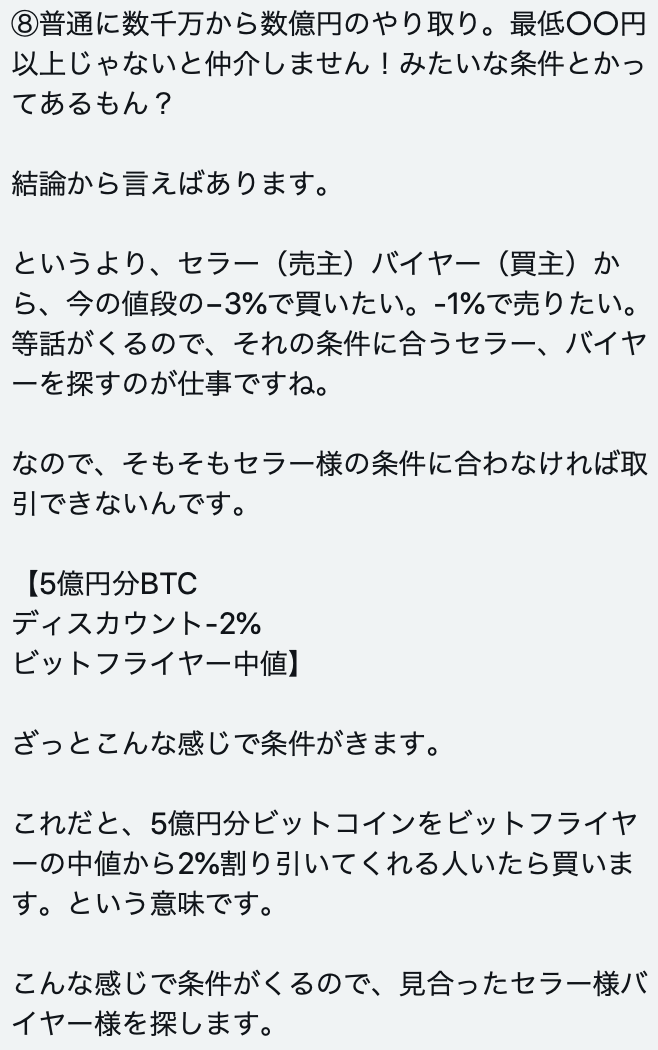 ⑧普通に数千万から数億円のやり取り。最低〇〇円
以上じゃないと仲介しません！みたいな条件とかっ
てあるもん？
結論から言えばあります。
というより、セラー（売主）バイヤー（買主）か
ら、今の値段の−3%で買いたい。-1%で売りたい。
等話がくるので、それの条件に合うセラー、バイヤ
ーを探すのが仕事ですね。
なので、そもそもセラー様の条件に合わなければ取
引できないんです。
【5億円分BTC
ディスカウント-2%
ビットフライヤー中値】
ざっとこんな感じで条件がきます。
これだと、5億円分ビットコインをビットフライヤ
ーの中値から2%割り引いてくれる人いたら買いま
す。という意味です。
こんな感じで条件がくるので、見合ったセラー様バ
イヤー様を探します。